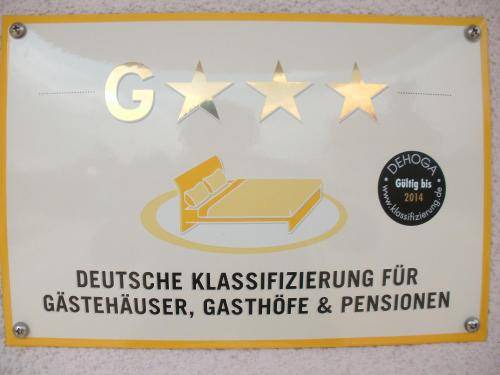 G★★★
DEHOGA
Gültig bis
2014
www.klassifizierung.de
DEUTSCHE KLASSIFIZIERUNG FÜR
GÄSTEHÄUSER, GASTHÖFE & PENSIONEN